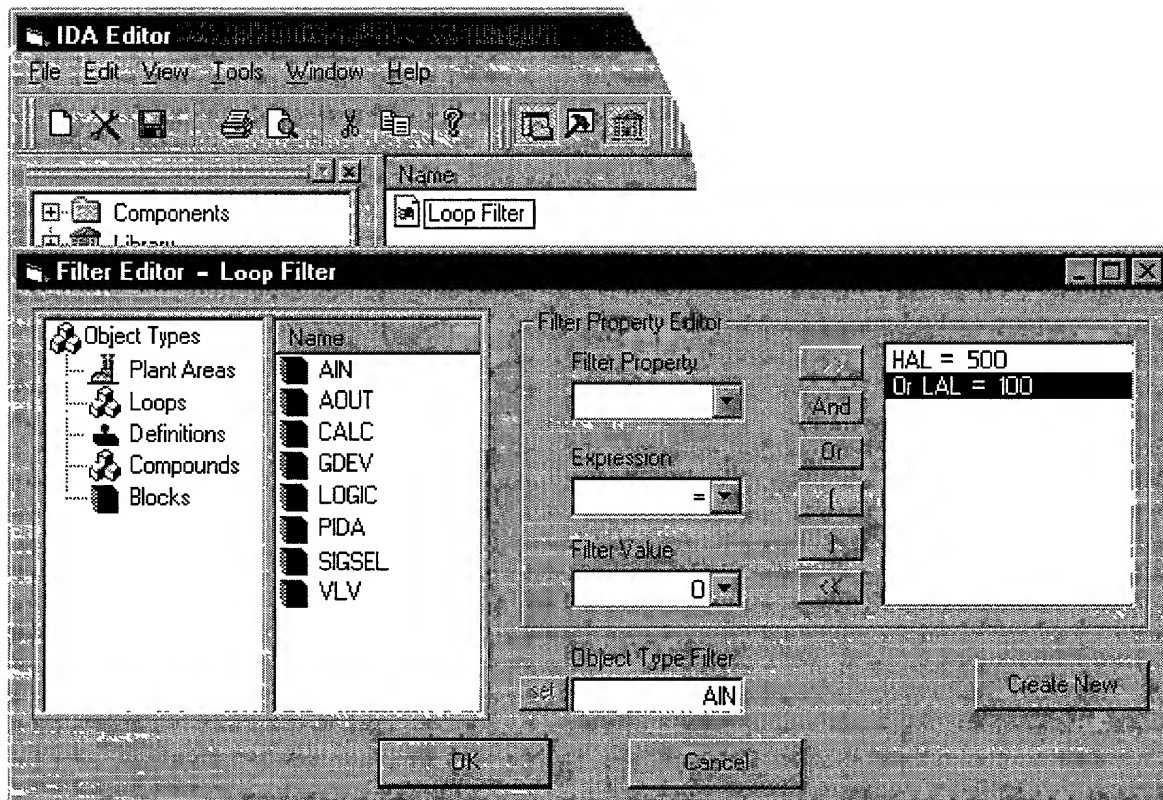 IDA Editor
File Edit View Tools Window Help
Name
Components
Loop Filter
Library
Filter Editor - Loop Filter
Object Types
Plant Areas
Loops
Definitions
Compounds
Blocks
Name
AIN
AOUT
CALC
GDEV
LOGIC
PIDA
SIGSEL
VLV
Filter Property Editor
Filter Property
Expression
=
Filter Value
0
>>
And
Or
(
)
<<
HAL = 500
Or LAL = 100
Object Type Filter
set AIN
Create New
OK Cancel